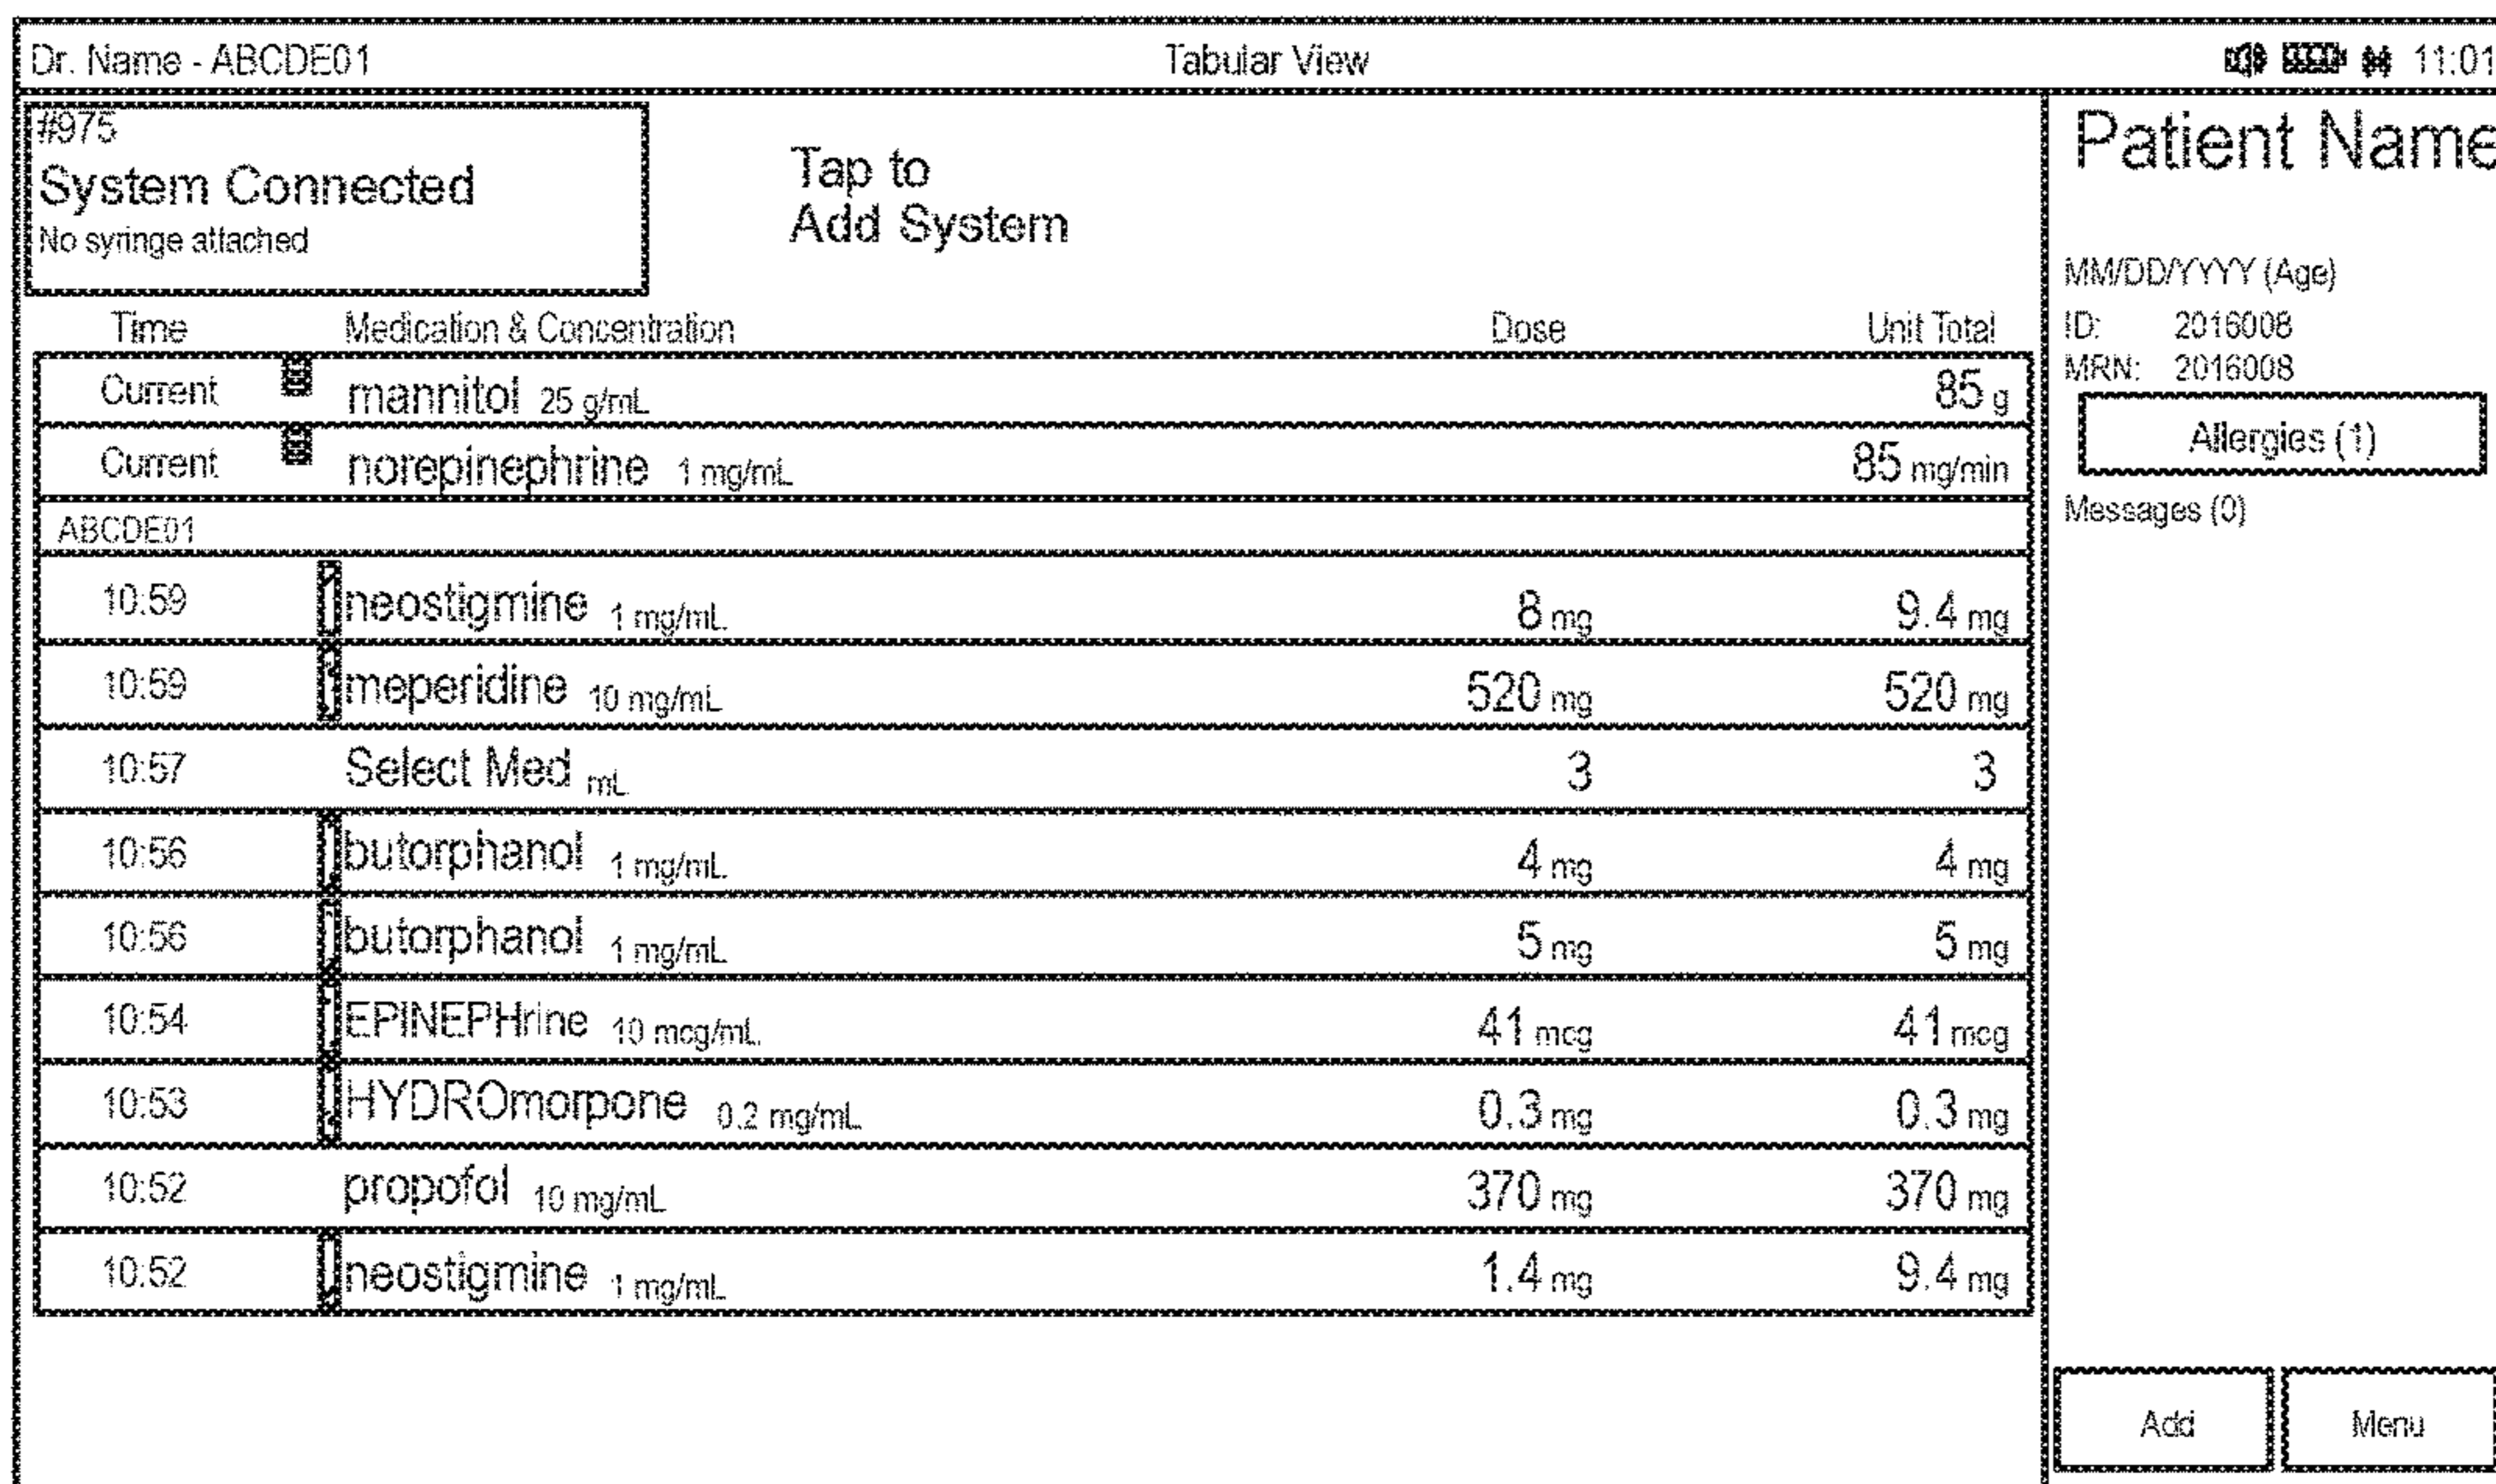 Dr. Name - ABCDE01 Tabular View 11:01
#975
System Connected
No syringe attached
Tap to
Add System
Time Medication & Concentration Dose Unit Total
Current mannitol 25 g/mL 85 g
Current norepinephrine 1 mg/mL 85 mg/min
ABCDE01
10:59 neostigmine 1 mg/mL 8 mg 9.4 mg
10:59 meperidine 10 mg/mL 520 mg 520 mg
10:57 Select Med mL 3 3
10:56 butorphanol 1 mg/mL 4 mg 4 mg
10:56 butorphanol 1 mg/mL 5 mg 5 mg
10:54 EPINEPHrine 10 mcg/mL 41 mcg 41 mcg
10:53 HYDROmorpone 0.2 mg/mL 0.3 mg 0.3 mg
10:52 propofol 10 mg/mL 370 mg 370 mg
10:52 neostigmine 1 mg/mL 1.4 mg 9.4 mg
Patient Name
MM/DD/YYYY (Age)
ID: 2016008
MRN: 2016008
Allergies (1)
Messages (0)
Add Menu